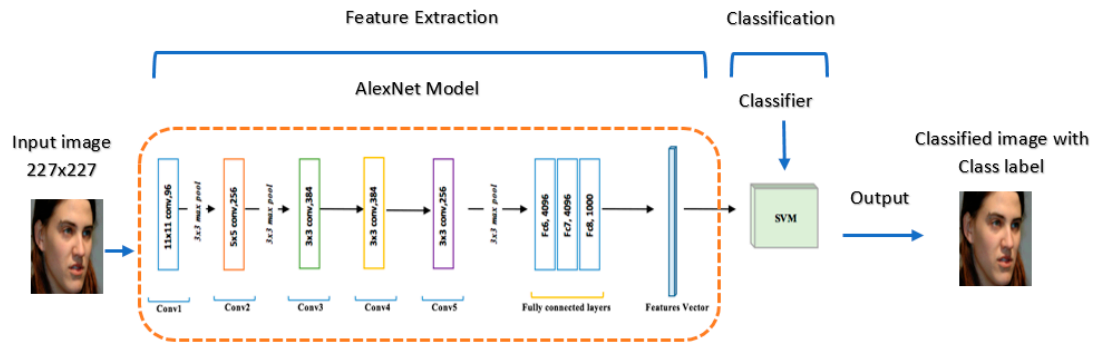 Feature Extraction
Classification
AlexNet Model
Classifier
Input image
227x227
Classified image with
Class label
11x11 conv,96
3x3 max pool
5x5 conv,256
3x3 max pool
3x3 conv,384
3x3 conv,384
3x3 conv,256
3x3 max pool
Fc6, 4096
Fc7, 4096
Fc8, 1000
SVM
Output
Conv1
Conv2
Conv3
Conv4
Conv5
Fully connected layers
Features Vector